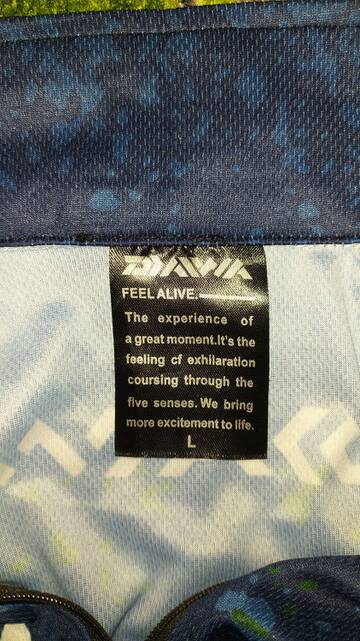 DAIWA
FEEL ALIVE.
The experience of
a great moment.It's the
feeling cf exhilaration
coursing through the
five senses. We bring
more excitement to life.
L